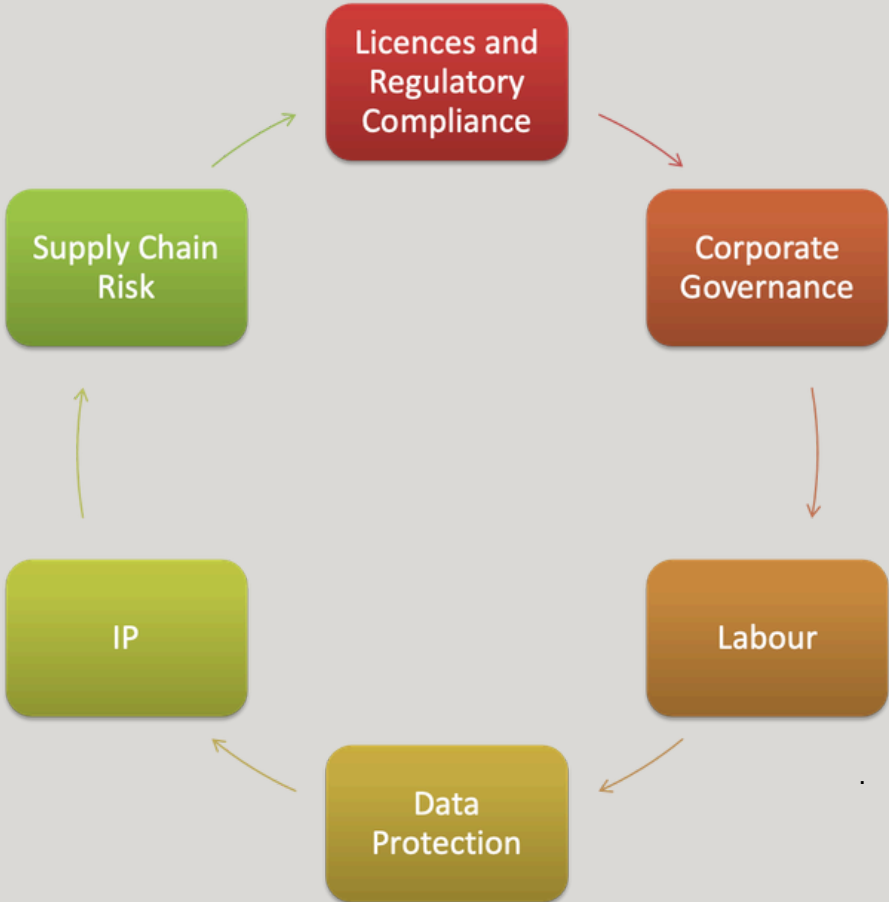 Licences and
Regulatory
Compliance
Corporate
Governance
Labour
Data
Protection
IP
Supply Chain
Risk
.